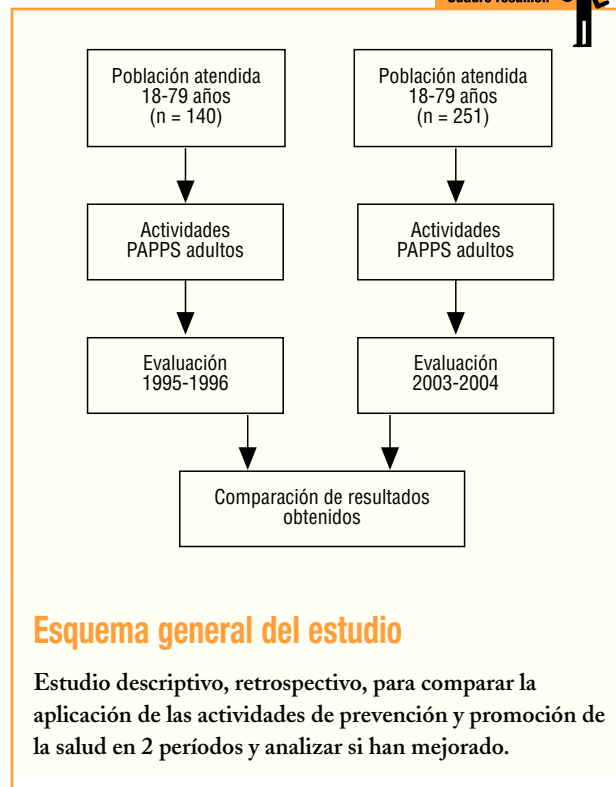 Cuadro resumen
Población atendida
18-79 años
(n = 140)
Población atendida
18-79 años
(n = 251)
Actividades
PAPPS adultos
Actividades
PAPPS adultos
Evaluación
1995-1996
Evaluación
2003-2004
Comparación de resultados
obtenidos
Esquema general del estudio
Estudio descriptivo, retrospectivo, para comparar la
aplicación de las actividades de prevención y promoción de
la salud en 2 períodos y analizar si han mejorado.